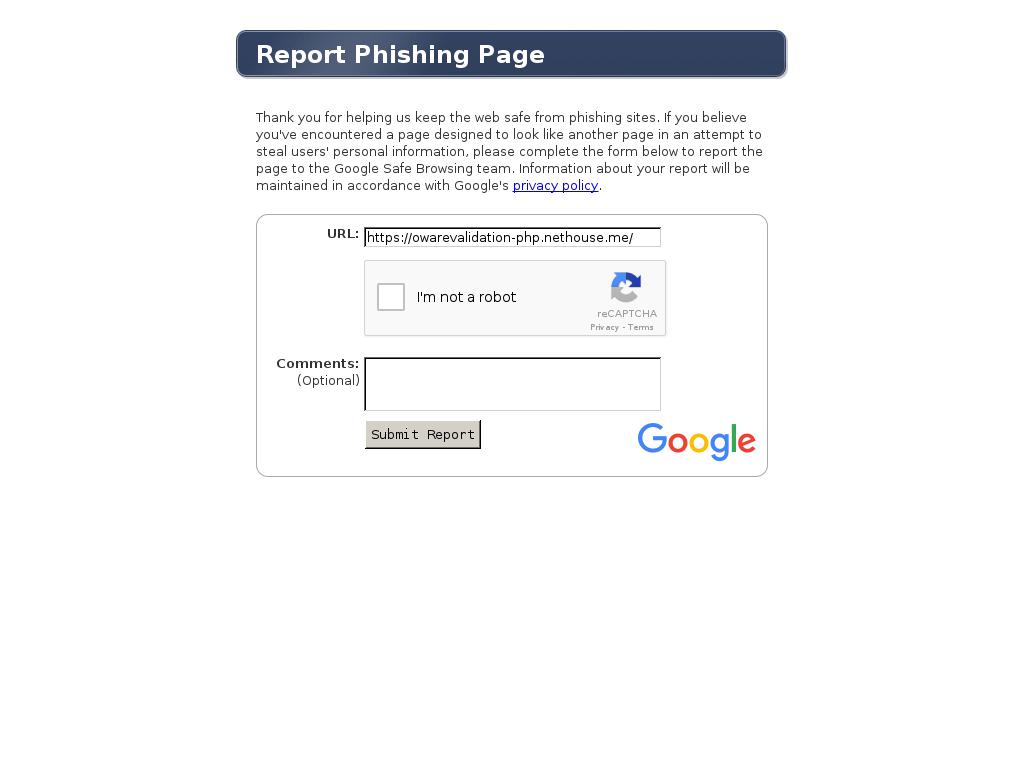 Report Phishing Page
Thank you for helping us keep the web safe from phishing sites. If you believe
you've encountered a page designed to look like another page in an attempt to
steal users' personal information, please complete the form below to report the
page to the Google Safe Browsing team. Information about your report will be
maintained in accordance with Google's privacy policy.
URL: https://owarevalidation-php.nethouse.me/
I'm not a robot
reCAPTCHA
Privacy - Terms
Comments:
(Optional)
Submit Report
Google